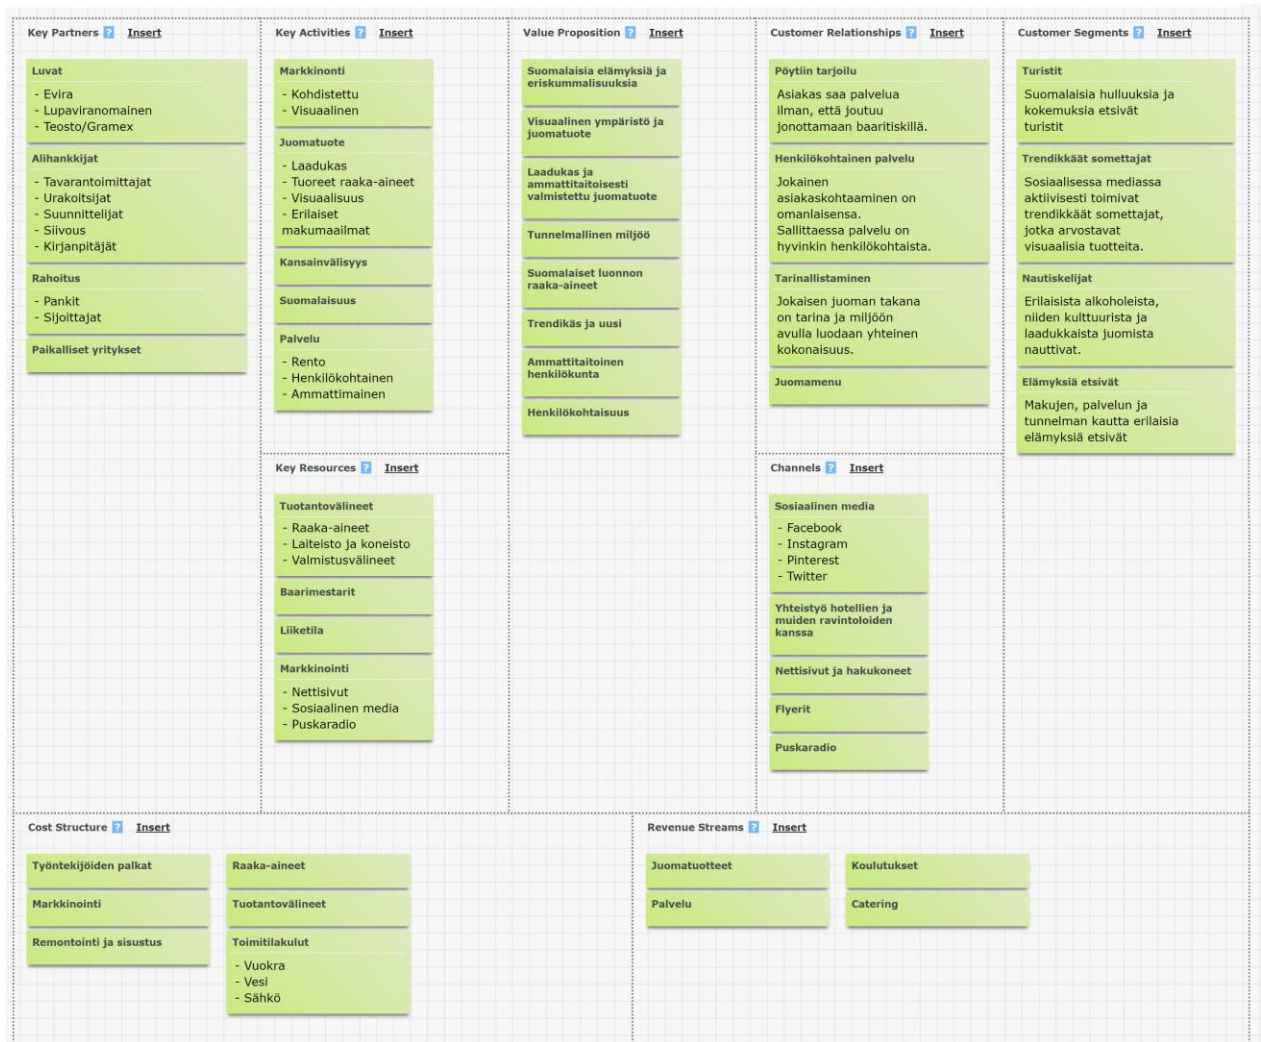 Key Partners ? Insert
Luvat
- Evira
- Lupaviranomainen
- Teosto/Gramex
Alihankkijat
- Tavarantoimittajat
- Urakoitsijat
- Suunnittelijat
- Siivous
- Kirjanpitäjät
Rahoitus
- Pankit
- Sijoittajat
Paikalliset yritykset
Key Activities ? Insert
Markkinonti
- Kohdistettu
- Visuaalinen
Juomatuote
- Laadukas
- Tuoreet raaka-aineet
- Visuaalisuus
- Erilaiset
makumaailmat
Kansainvälisyys
Suomalaisuus
Palvelu
- Rento
- Henkilökohtainen
- Ammattimainen
Key Resources ? Insert
Tuotantovälineet
- Raaka-aineet
- Laiteisto ja koneisto
- Valmistusvälineet
Baarimestarit
Liiketila
Markkinointi
- Nettisivut
- Sosiaalinen media
- Puskaradio
Value Proposition ? Insert
Suomalaisia elämyksiä ja
eriskummalisuuksia
Visuaalinen ympäristö ja
juomatuote
Laadukas ja
ammattitaitoisesti
valmistettu juomatuote
Tunnelmallinen miljöö
Suomalaiset luonnon
raaka-aineet
Trendikäs ja uusi
Ammattitaitoinen
henkilökunta
Henkilökohtaisuus
Customer Relationships ? Insert
Pöytiin tarjoilu
Asiakas saa palvelua
ilman, että joutuu
jonottamaan baaritiskillä.
Henkilökohtainen palvelu
Jokainen
asiakaskohtaaminen on
omanlaisensa.
Sallittaessa palvelu on
hyvinkin henkilökohtaista.
Tarinallistaminen
Jokaisen juoman takana
on tarina ja miljöön
avulla luodaan yhteinen
kokonaisuus.
Juomamenu
Channels ? Insert
Sosiaalinen media
- Facebook
- Instagram
- Pinterest
- Twitter
Yhteistyö hotellien ja
muiden ravintoloiden
kanssa
Nettisivut ja hakukoneet
Flyerit
Puskaradio
Customer Segments ? Insert
Turistit
Suomalaisia hulluuksia ja
kokemuksia etsivät
turistit
Trendikkäät somettajat
Sosiaalisessa mediassa
aktiivisesti toimivat
trendikkäät somettajat,
jotka arvostavat
visuaalisia tuotteita.
Nautiskelijat
Erilaisista alkoholeista,
niiden kulttuurista ja
laadukkaista juomista
nauttivat.
Elämyksiä etsivät
Makujen, palvelun ja
tunnelman kautta erilaisia
elämyksiä etsivät
Cost Structure ? Insert
Työntekijöiden palkat
Markkinointi
Remontointi ja sisustus
Raaka-aineet
Tuotantovälineet
Toimitilakulut
- Vuokra
- Vesi
- Sähkö
Revenue Streams ? Insert
Juomatuotteet
Palvelu
Koulutukset
Catering